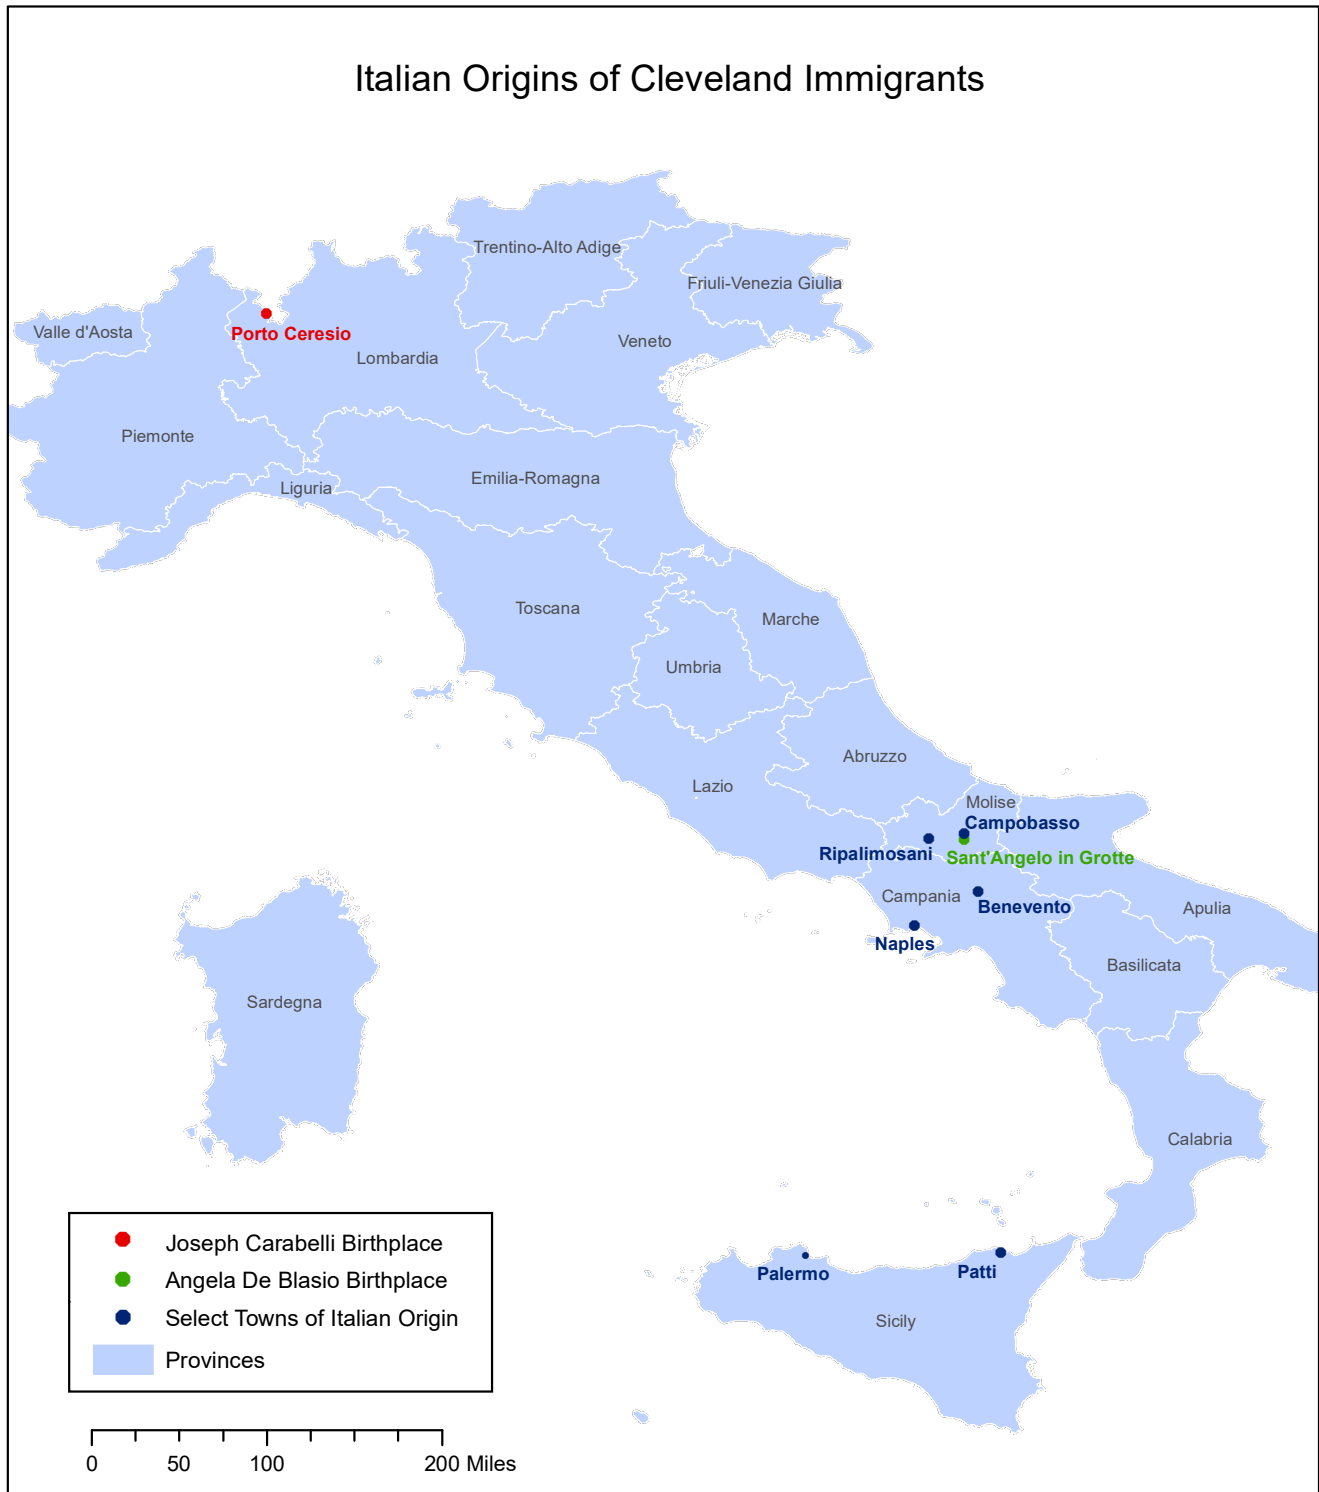 Italian Origins of Cleveland Immigrants
Trentino-Alto Adige
Friuli-Venezia Giulia
Valle d'Aosta
Porto Ceresio
Veneto
Lombardia
Piemonte
Emilia-Romagna
Liguria
Toscana
Marche
Umbria
Abruzzo
Lazio
Molise
Campobasso
Ripalimosani
Sant'Angelo in Grotte
Campania
Benevento
Apulia
Naples
Basilicata
Sardegna
Calabria
Palermo
Patti
Sicily
Joseph Carabelli Birthplace
Angela De Blasio Birthplace
Select Towns of Italian Origin
Provinces
0 50 100 200 Miles